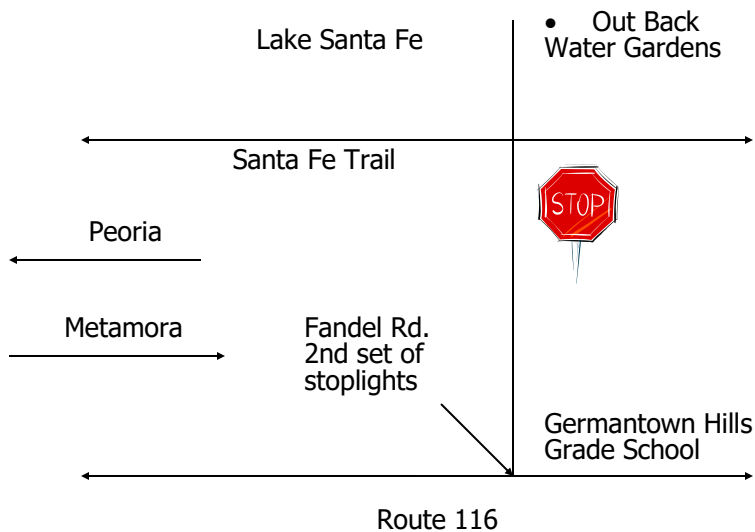 Lake Santa Fe
• Out Back
Water Gardens
Santa Fe Trail
STOP
Peoria
Metamora
Fandel Rd.
2nd set of
stoplights
Germantown Hills
Grade School
Route 116